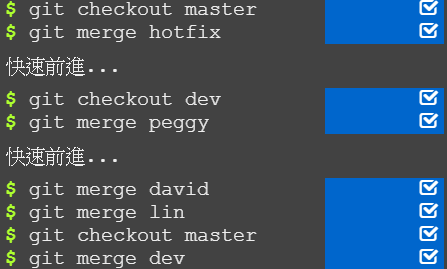 $ git checkout master
$ git merge hotfix
快速前進...
$ git checkout dev
$ git merge peggy
快速前進...
$ git merge david
$ git merge lin
$ git checkout master
$ git merge dev